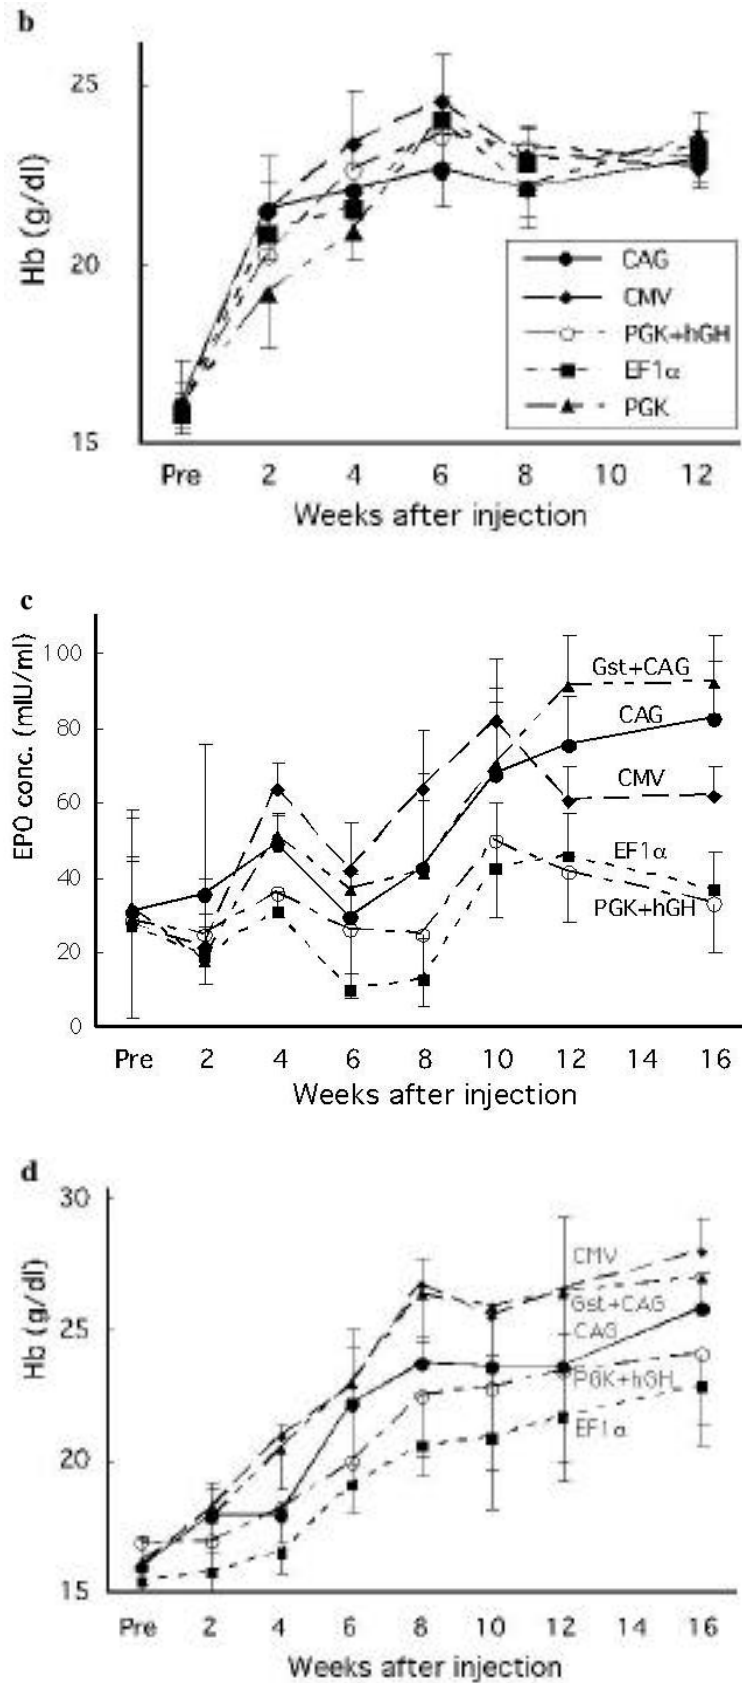 b
Hb (g/dl)
25
20
15
CAG
CMV
PGK+hGH
EF1α
PGK
Pre 2 4 6 8 10 12
Weeks after injection
c
EPO conc. (mIU/ml)
100
80
60
40
20
0
Gst+CAG
CAG
CMV
EF1α
PGK+hGH
Pre 2 4 6 8 10 12 14 16
Weeks after injection
d
Hb (g/dl)
30
25
20
15
CMV
Gst+CAG
CAG
PGK+hGH
EF1α
Pre 2 4 6 8 10 12 14 16
Weeks after injection